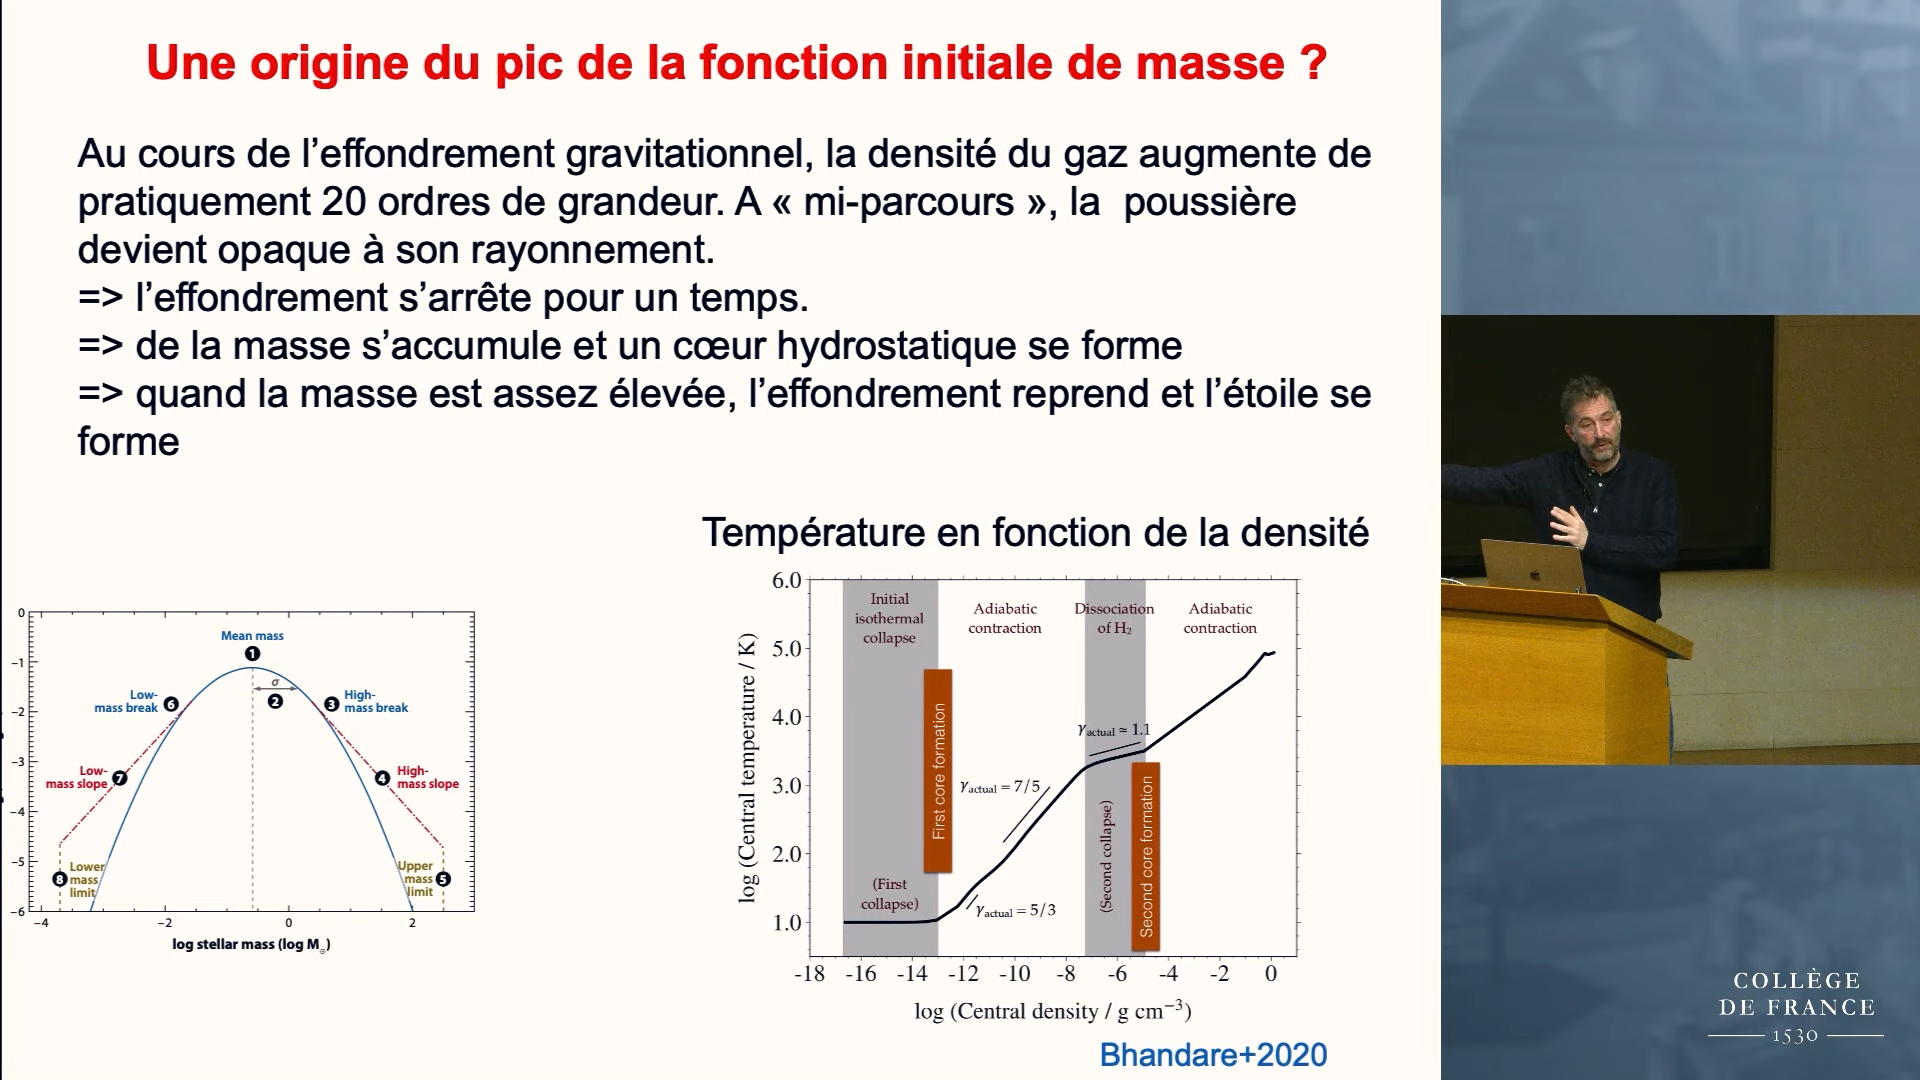 Une origine du pic de la fonction initiale de masse ?
Au cours de l’effondrement gravitationnel, la densité du gaz augmente de
pratiquement 20 ordres de grandeur. A « mi-parcours », la poussière
devient opaque à son rayonnement.
=> l’effondrement s’arrête pour un temps.
=> de la masse s’accumule et un cœur hydrostatique se forme
=> quand la masse est assez élevée, l’effondrement reprend et l’étoile se
forme
Température en fonction de la densité
0
-1
-2
-3
-4
-5
-6
-4
-2
0
2
Mean mass
1
σ
2
Low-
mass break
6
3
High-
mass break
Low-
mass slope
7
4
High-
mass slope
8
Lower
mass
limit
Upper
mass
limit
5
log stellar mass (log M☉)
6.0
5.0
4.0
3.0
2.0
1.0
log (Central temperature / K)
Initial
isothermal
collapse
Adiabatic
contraction
Dissociation
of H₂
Adiabatic
contraction
First core formation
(First
collapse)
γactual = 5/3
γactual = 7/5
γactual ≈ 1.1
(Second collapse)
Second core formation
-18 -16 -14 -12 -10 -8 -6 -4 -2 0
log (Central density / g cm⁻³)
Bhandare+2020
COLLÈGE
DE FRANCE
1530